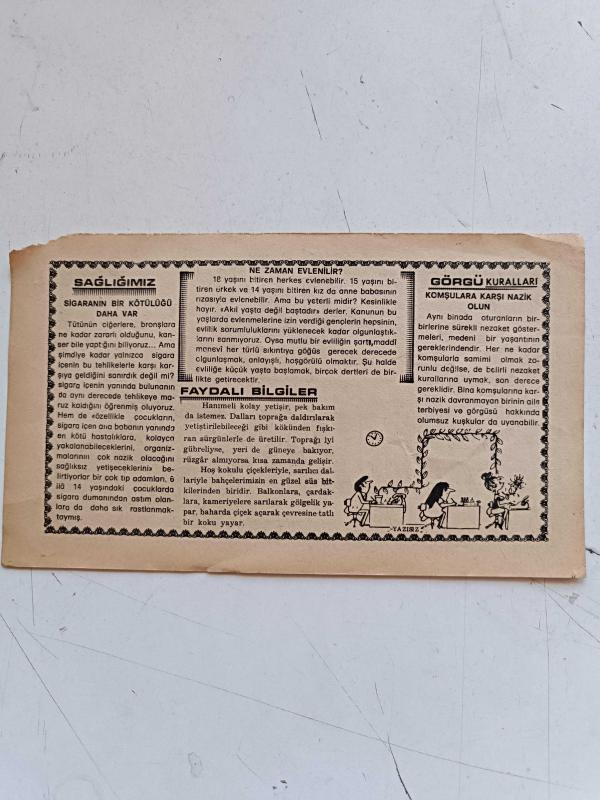 SAĞLIĞIMIZ
SİGARANIN BİR KÖTÜLÜĞÜ
DAHA VAR
Tütünün ciğerlere, bronşlara
ne kadar zararlı olduğunu, kan-
ser bile yaptığını biliyoruz... Ama
şimdiye kadar yalnızca sigara
içenin bu tehlikelerle karşı kar-
şıya geldiğini sanırdık değil mi?
Sigara içenin yanında bulunanın
da aynı derecede tehlikeye ma-
ruz kaldığını öğrenmiş oluyoruz.
Hem de «özellikle çocukların,
sigara içen ana babanın yanında
en kötü hastalıklara, kolayca
yakalanabileceklerini, organiz-
malarının çok nazik olacağını
sağlıksız yetişeceklerini» be-
lirtiyorlar bir çok tıp adamları. 6
ilâ 14 yaşındaki çocuklarda
sigara dumanından astım olan-
lara da daha sık rastlanmak-
taymış.
NE ZAMAN EVLENİLİR?
18 yaşını bitiren herkes evlenebilir. 15 yaşını bi-
tiren erkek ve 14 yaşını bitiren kız da anne babasının
rızasıyla evlenebilir. Ama bu yeterli midir? Kesinlikle
hayır. «Akıl yaşta değil baştadır» derler. Kanunun bu
yaşlarda evlenmelerine izin verdiği gençlerin hepsinin,
evlilik sorumluluklarını yüklenecek kadar olgunlaştık-
larını sanmıyoruz. Oysa mutlu bir evliliğin şartı, maddî
manevî her türlü sıkıntıya göğüs gerecek derecede
olgunlaşmak, anlayışlı, hoşgörülü olmaktır. Şu halde
evliliğe küçük yaşta başlamak, birçok dertleri de bir-
likte getirecektir.
FAYDALI BİLGİLER
Hanımeli kolay yetişir, pek bakım
da istemez. Dalları toprağa daldırılarak
yetiştirilebileceği gibi kökünden fışkı-
ran sürgünlerle de üretilir. Toprağı iyi
gübreliyse, yeri de güneye bakıyor,
rüzgâr almıyorsa kısa zamanda gelişir.
Hoş kokulu çiçekleriyle, sarılıcı dal-
lariyle bahçelerimizin en güzel süs bit-
kilerinden biridir. Balkonlara, çardak-
lara, kameriyelere sarılarak gölgelik ya-
par, baharda çiçek açarak çevresine tatlı
bir koku yayar.
GÖRGÜ KURALLARI
KOMŞULARA KARŞI NAZİK
OLUN
Aynı binada oturanların bir-
birlerine sürekli nezaket göster-
meleri, medenî bir yaşantının
gereklerindendir. Her ne kadar
komşularla samimi olmak zo-
runlu değilse, de belirli nezaket
kurallarına uymak, son derece
gereklidir. Bina komşularına kar-
şı nazik davranmayan birinin aile
terbiyesi ve görgüsü hakkında
olumsuz kuşkular da uyanabilir.
YAZIRZ